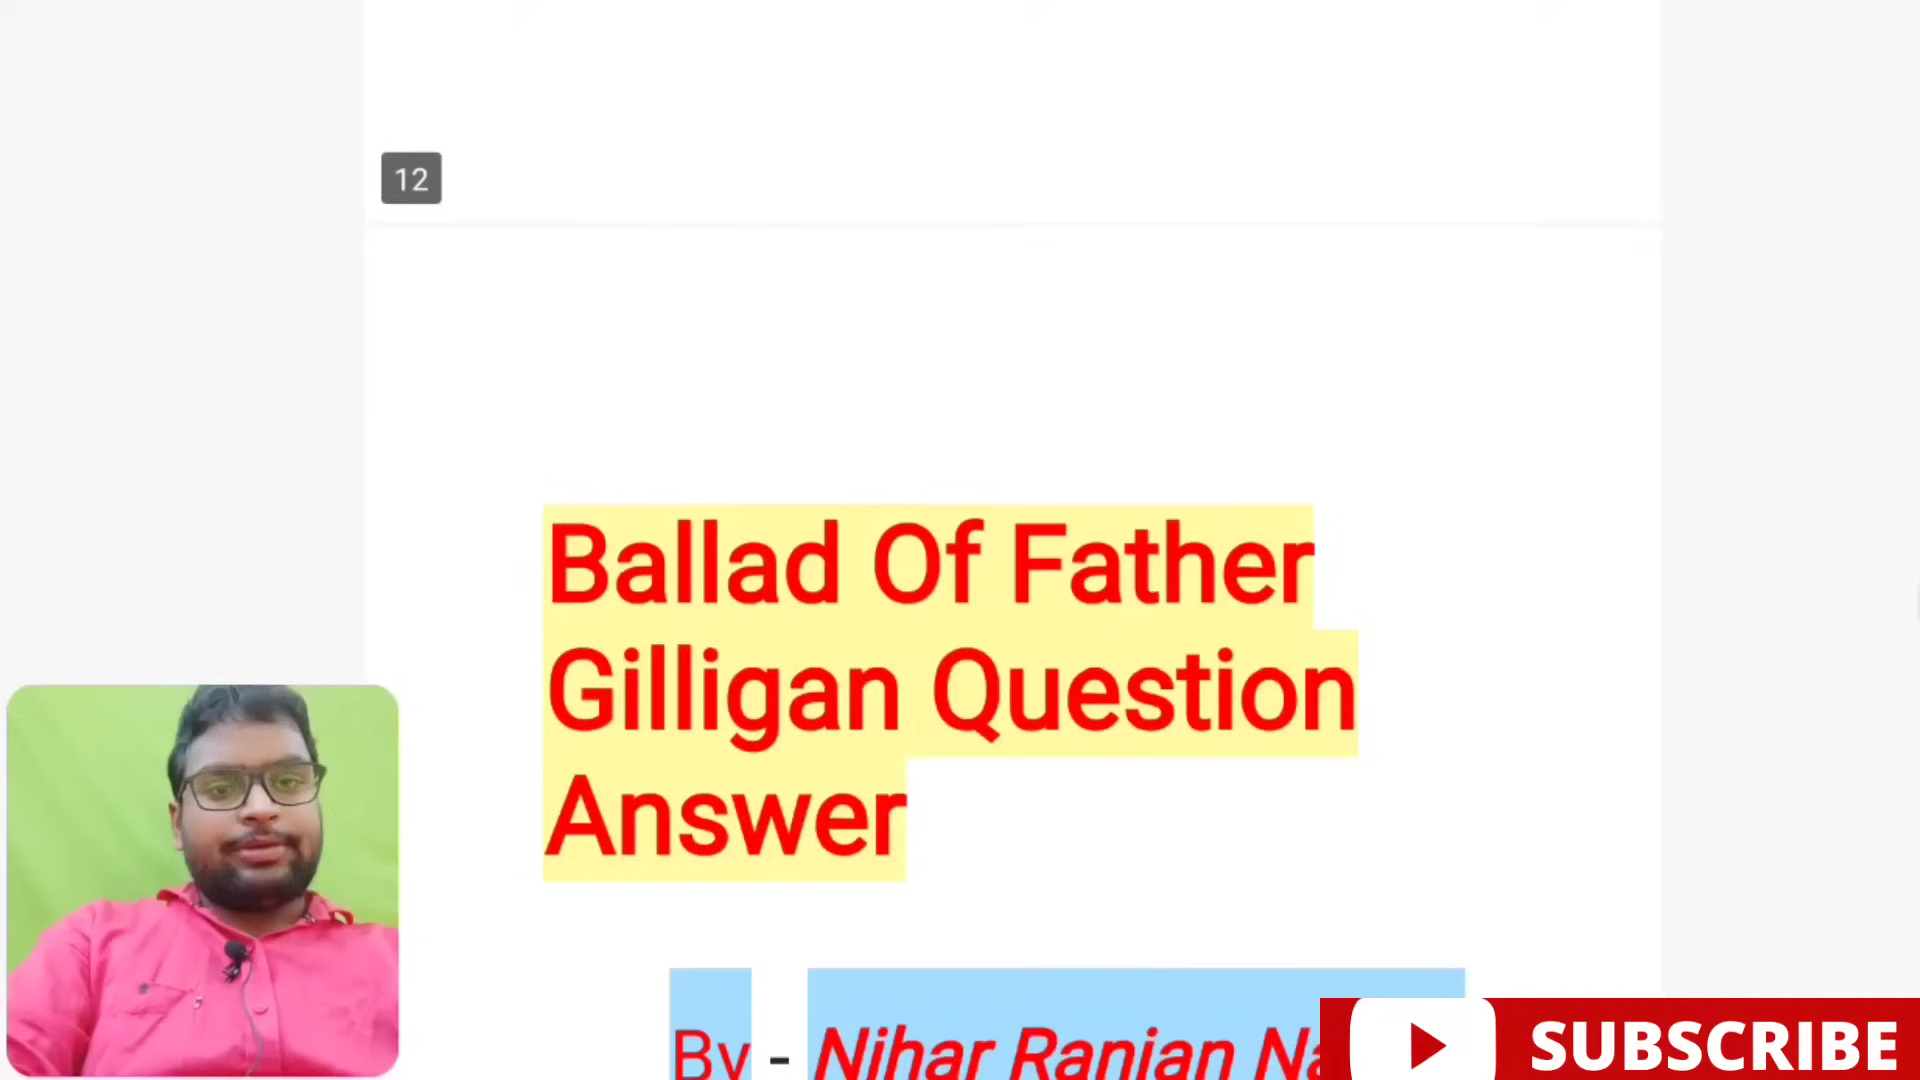 12
Ballad Of Father
Gilligan Question
Answer
By - Nihar Ranjan
SUBSCRIBE